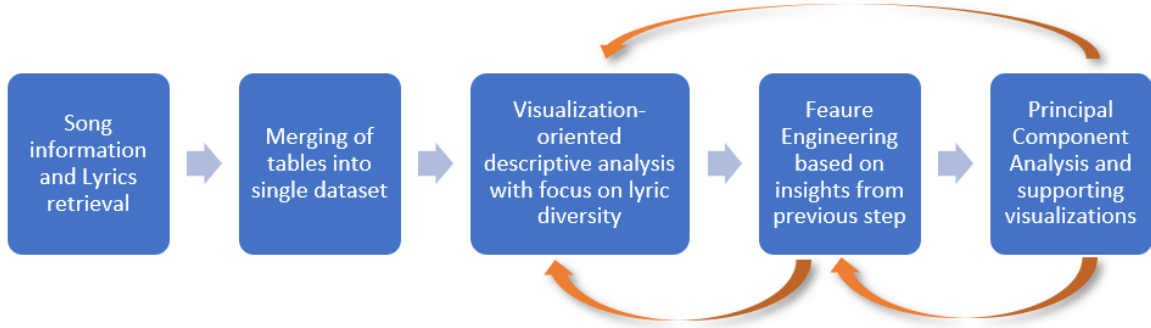 Song
information
and Lyrics
retrieval
Merging of
tables into
single dataset
Visualization-
oriented
descriptive analysis
with focus on lyric
diversity
Feaure
Engineering
based on
insights from
previous step
Principal
Component
Analysis and
supporting
visualizations